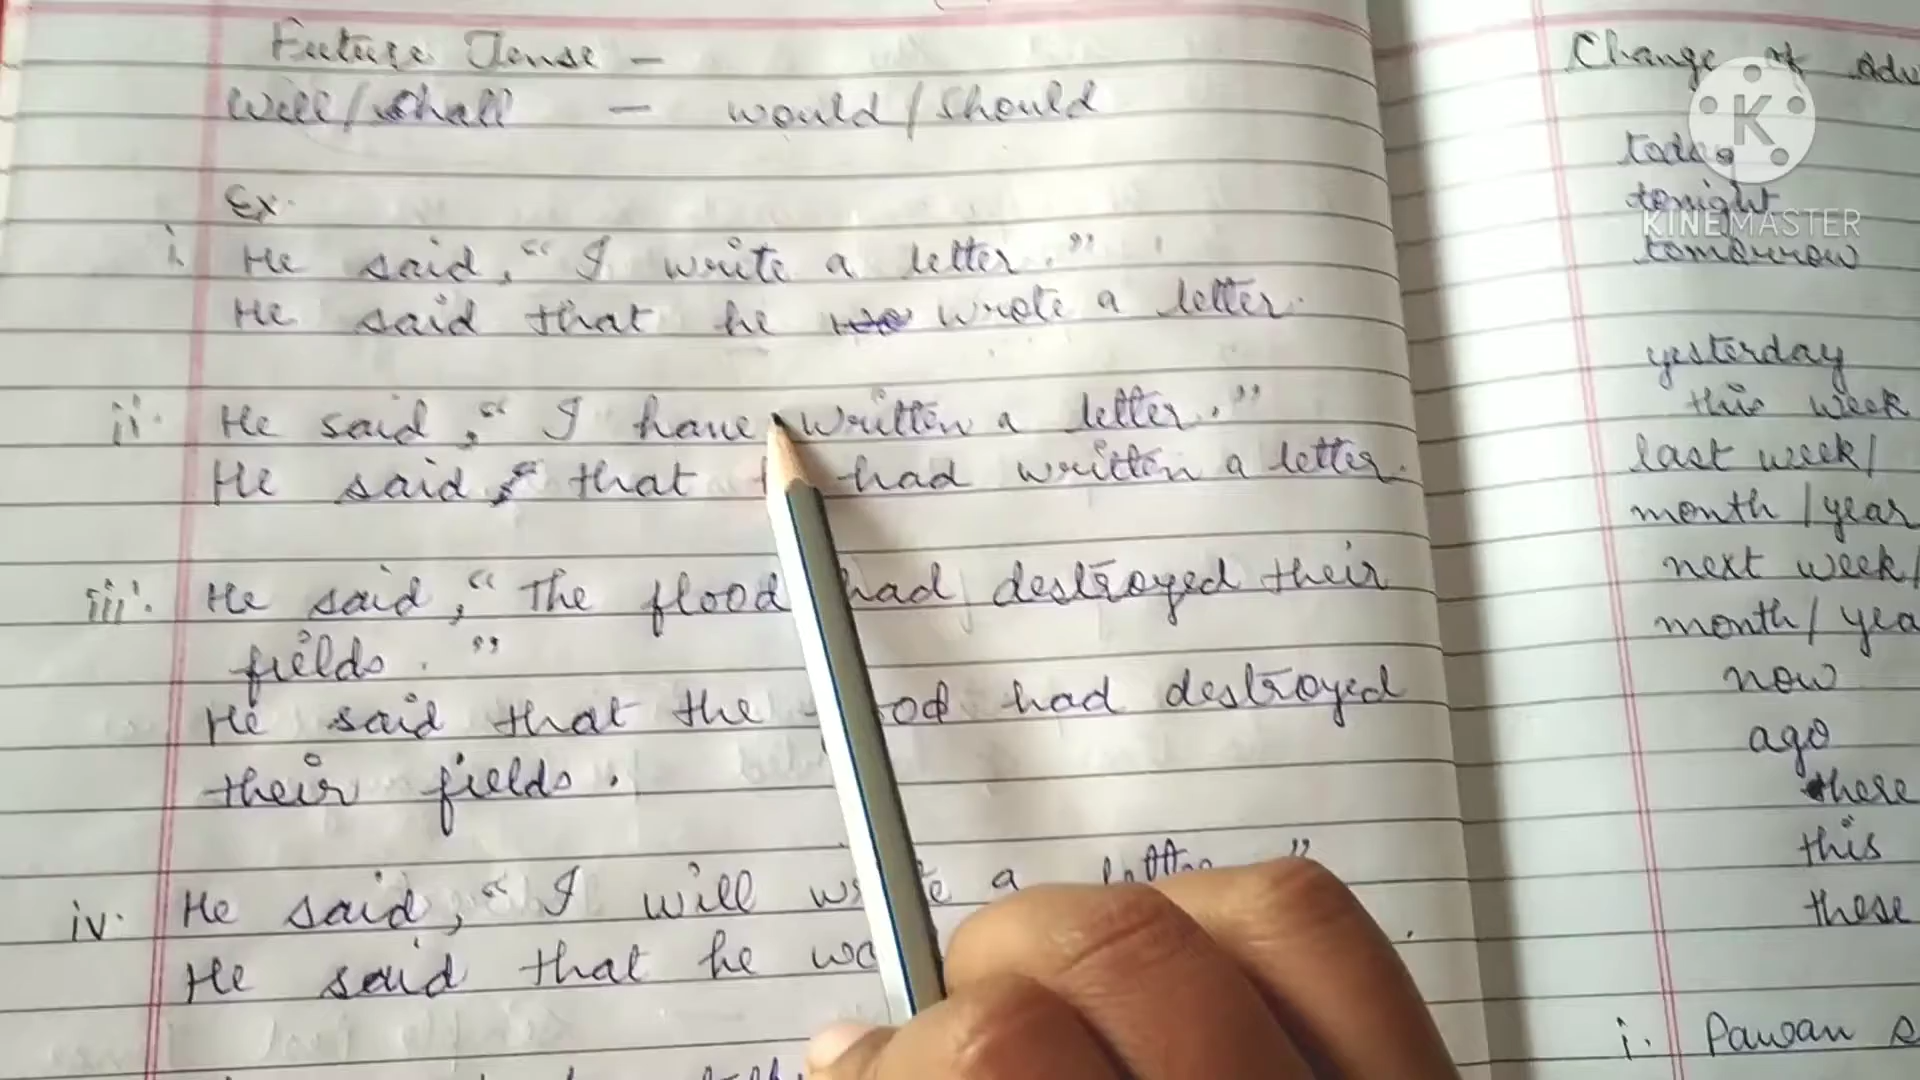 Future Tense -
Will/shall - would/should
Ex.
i. He said, "I write a letter."
He said that he wrote a letter.
ii. He said, "I have written a letter."
He said that had written a letter.
iii. He said, "The flood had destroyed their
fields."
He said that the had destroyed
their fields.
iv. He said, "I will a letter"
He said that he
Change of
today
tonight
tomorrow
yesterday
this week
last week/
month/year
next week/
month/
now
ago
there
this
these
i. Pawan
K
KINEMASTER